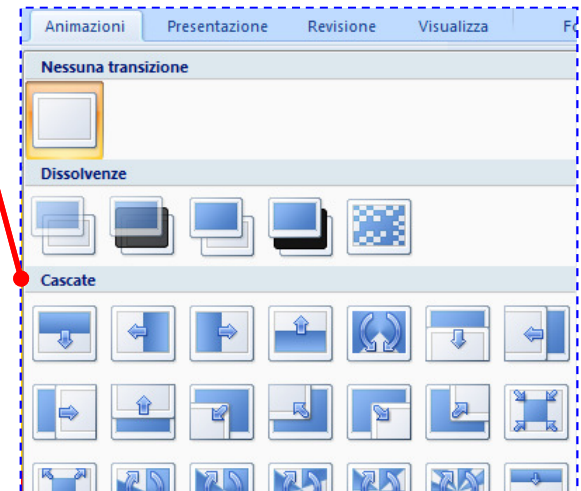 Animazioni Presentazione Revisione Visualizza
Nessuna transizione
Dissolvenze
Cascate